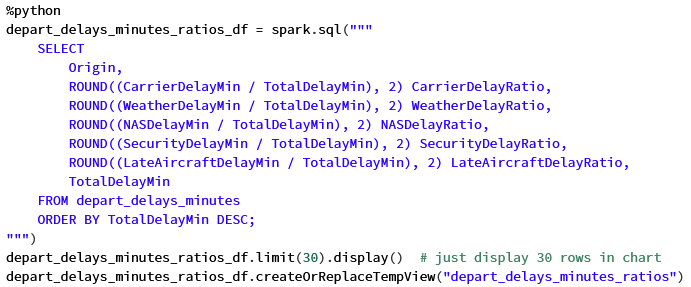 %python
depart_delays_minutes_ratios_df = spark.sql("""
    SELECT
        Origin,
        ROUND((CarrierDelayMin / TotalDelayMin), 2) CarrierDelayRatio,
        ROUND((WeatherDelayMin / TotalDelayMin), 2) WeatherDelayRatio,
        ROUND((NASDelayMin / TotalDelayMin), 2) NASDelayRatio,
        ROUND((SecurityDelayMin / TotalDelayMin), 2) SecurityDelayRatio,
        ROUND((LateAircraftDelayMin / TotalDelayMin), 2) LateAircraftDelayRatio,
        TotalDelayMin
    FROM depart_delays_minutes
    ORDER BY TotalDelayMin DESC;
""")
depart_delays_minutes_ratios_df.limit(30).display()  # just display 30 rows in chart
depart_delays_minutes_ratios_df.createOrReplaceTempView("depart_delays_minutes_ratios")